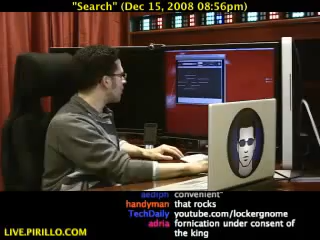 "Search" (Dec 15, 2008 08:56pm)
aedipn convenient"
handyman that rocks
TechDaily youtube.com/lockergnome
adria fornication under consent of
the king
LIVE.PIRILLO.COM